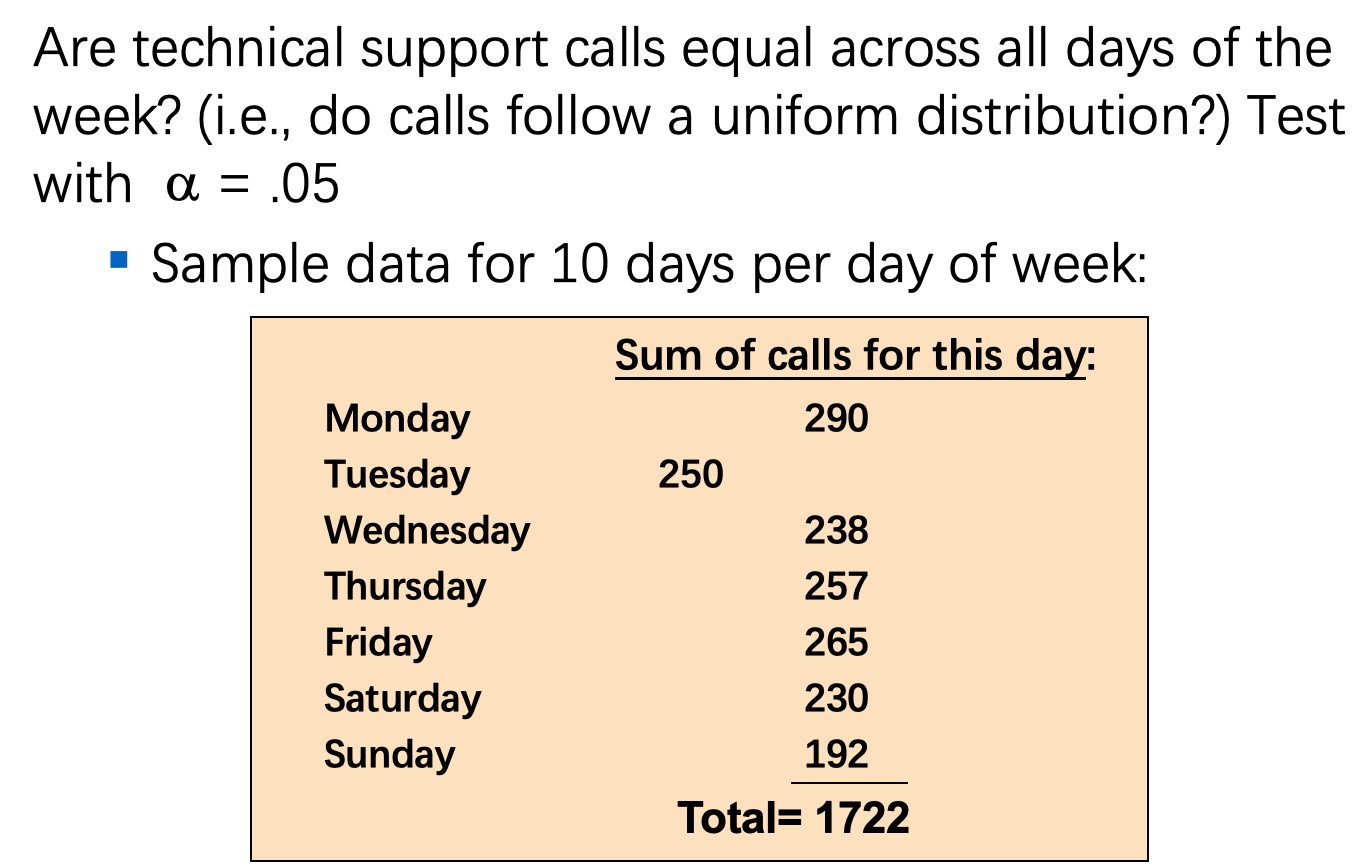 Are technical support calls equal across all days of the
week? (i.e., do calls follow a uniform distribution?) Test
with α = .05
▪ Sample data for 10 days per day of week:
Sum of calls for this day:
Monday 290
Tuesday 250
Wednesday 238
Thursday 257
Friday 265
Saturday 230
Sunday 192
Total= 1722